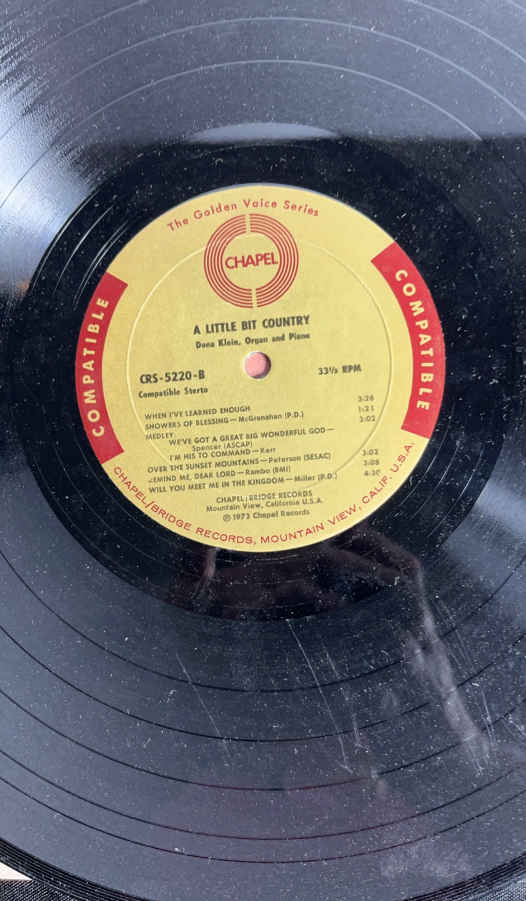 The Golden Voice Series
CHAPEL
COMPATIBLE
COMPATIBLE
A LITTLE BIT COUNTRY
Dona Klein, Organ and Piano
CRS-5220-B
33⅓ RPM
Compatible Stereo
WHEN I'VE LEARNED ENOUGH 3:26
SHOWERS OF BLESSING — McGranahan (P.D.) 1:21
MEDLEY 3:02
WE'VE GOT A GREAT BIG WONDERFUL GOD —
Spencer (ASCAP)
I'M HIS TO COMMAND — Kerr
OVER THE SUNSET MOUNTAINS — Peterson (SESAC) 3:02
REMIND ME, DEAR LORD — Rambo (BMI) 3:08
WILL YOU MEET ME IN THE KINGDOM — Miller (P.D.)
CHAPEL/BRIDGE RECORDS
Mountain View, California U.S.A.
© 1973 Chapel Records
CHAPEL/BRIDGE RECORDS, MOUNTAIN VIEW, CALIF. U.S.A.